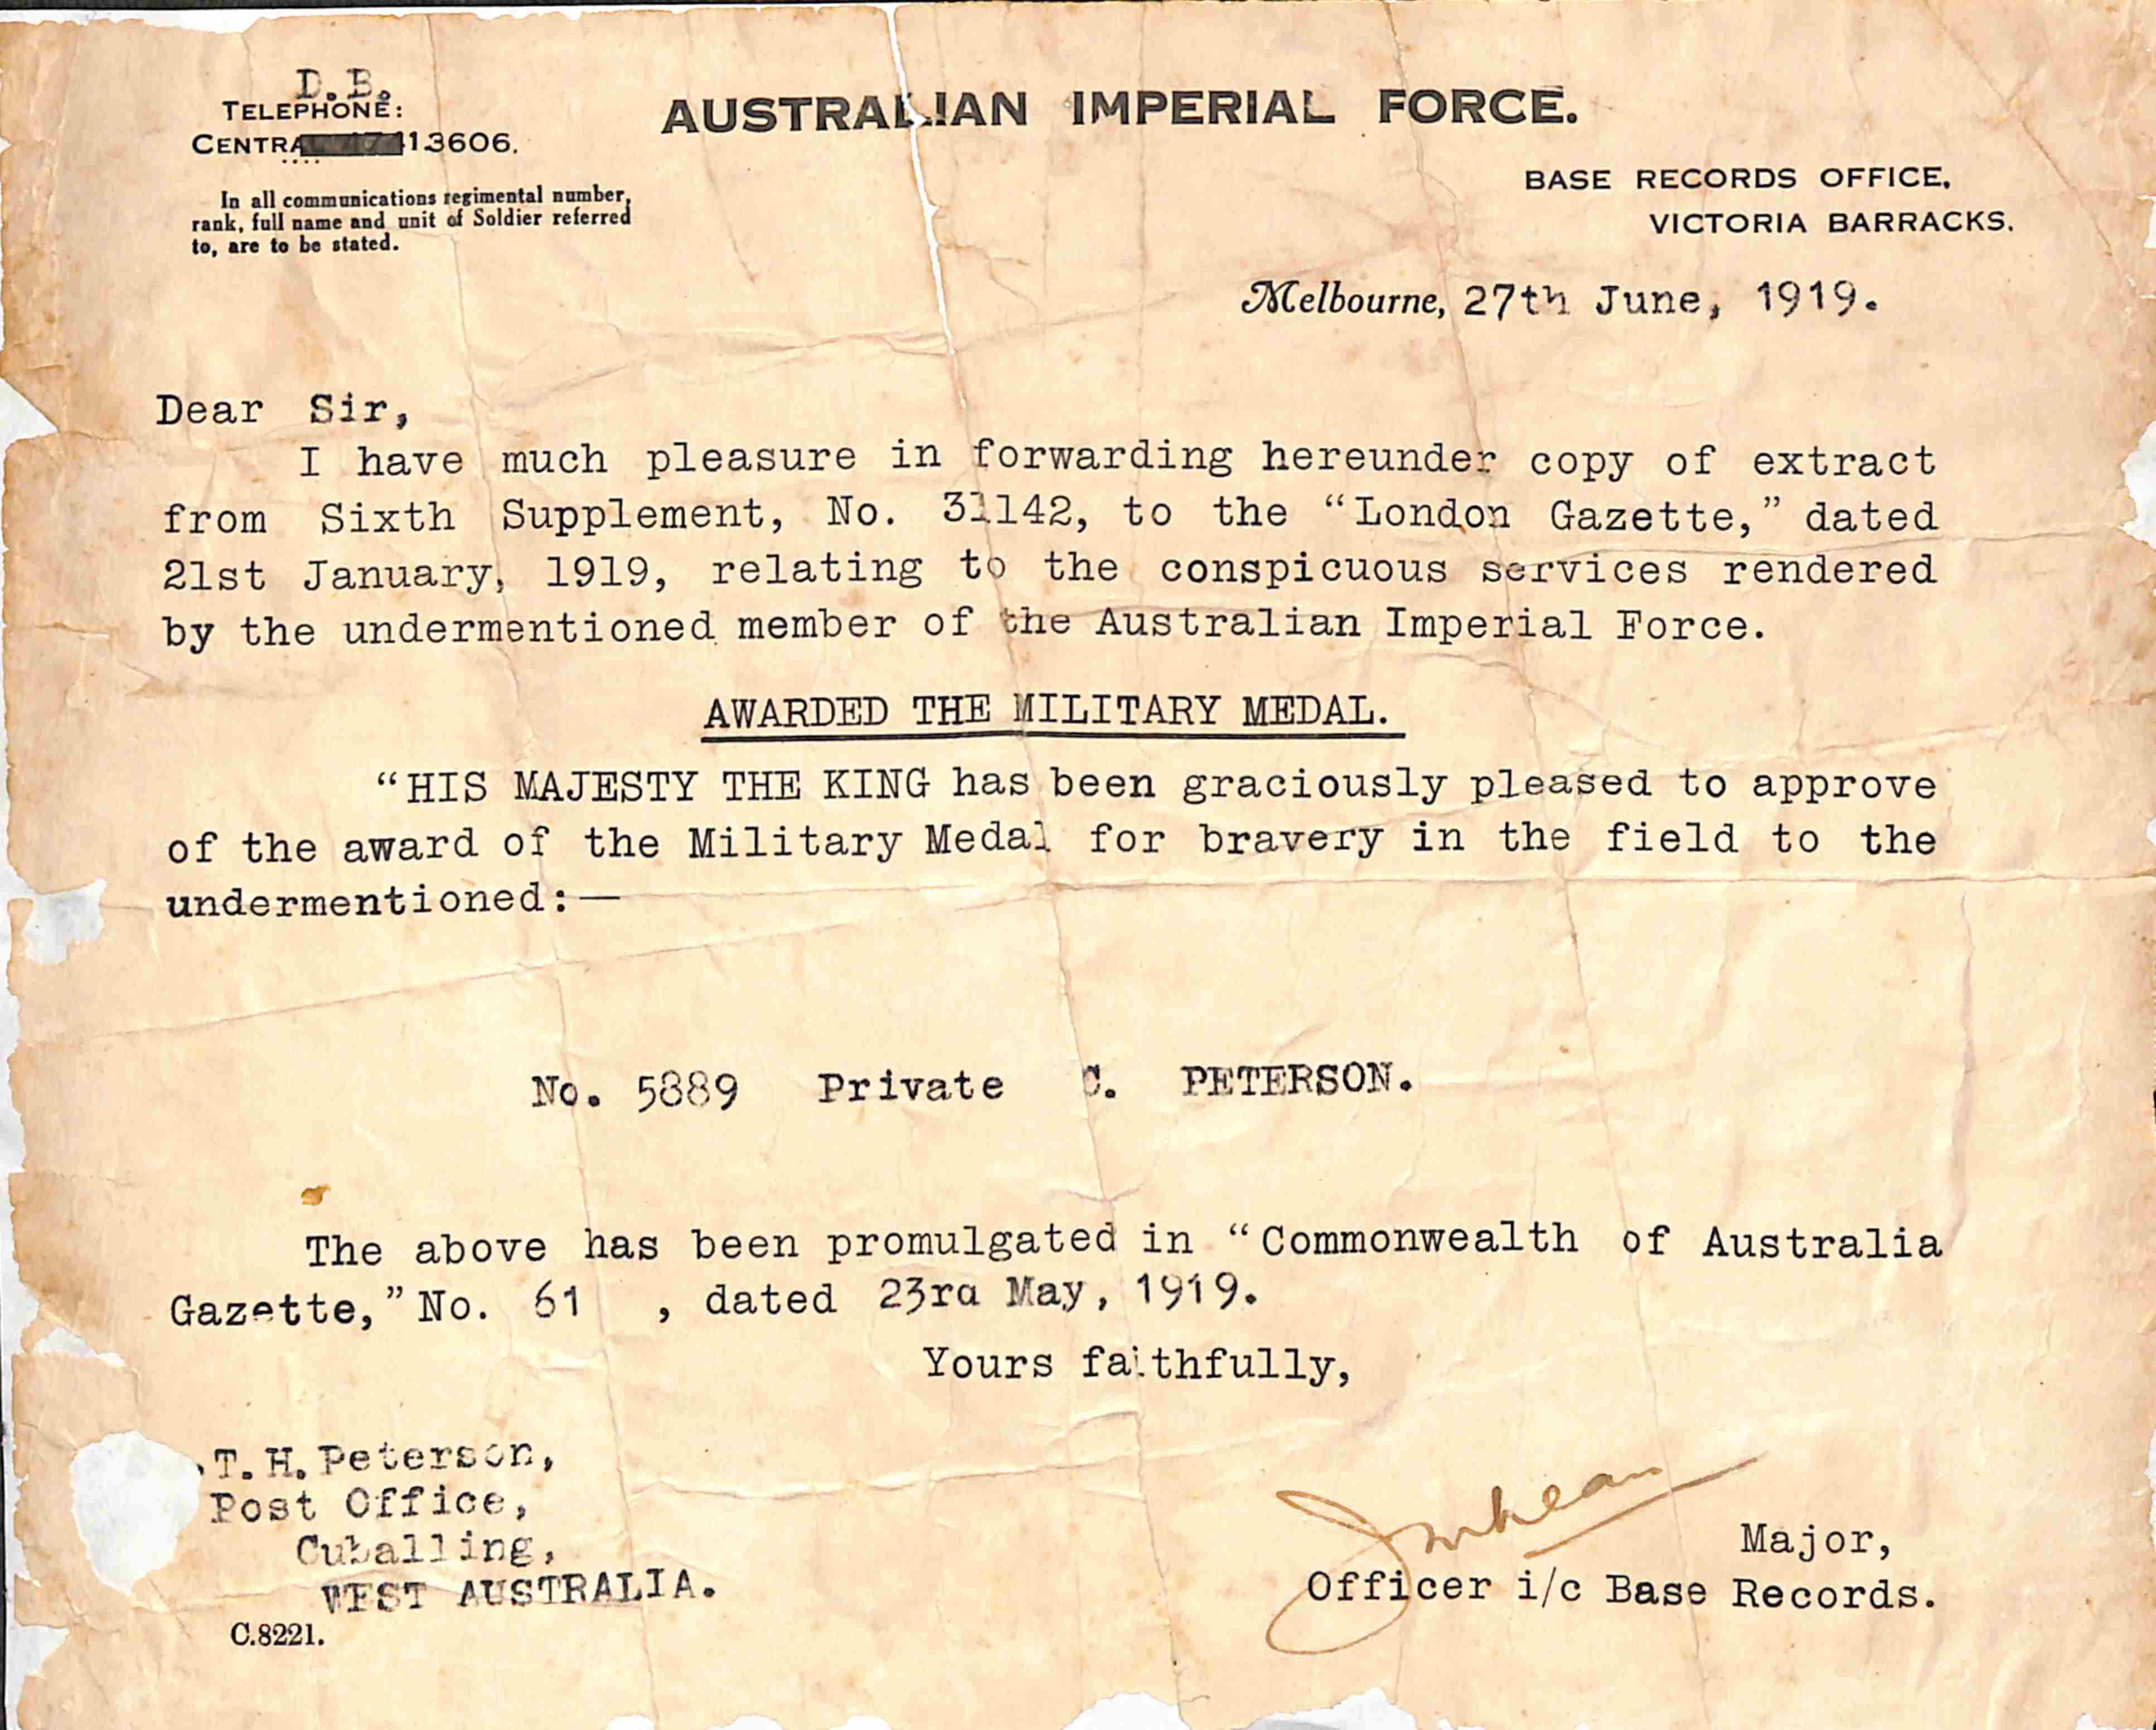 D.B.
TELEPHONE:
CENTRAL 13606.
AUSTRALIAN IMPERIAL FORCE.
In all communications regimental number,
rank, full name and unit of Soldier referred
to, are to be stated.
BASE RECORDS OFFICE,
VICTORIA BARRACKS.
Melbourne, 27th June, 1919.
Dear Sir,
I have much pleasure in forwarding hereunder copy of extract
from Sixth Supplement, No. 31142, to the “London Gazette,” dated
21st January, 1919, relating to the conspicuous services rendered
by the undermentioned member of the Australian Imperial Force.
AWARDED THE MILITARY MEDAL.
“HIS MAJESTY THE KING has been graciously pleased to approve
of the award of the Military Medal for bravery in the field to the
undermentioned:—
No. 5889 Private C. PETERSON.
The above has been promulgated in “Commonwealth of Australia
Gazette,” No. 61 , dated 23rd May, 1919.
Yours faithfully,
T. H. Peterson,
Post Office,
Cuballing,
WEST AUSTRALIA.
C.8221.
Major,
Officer i/c Base Records.